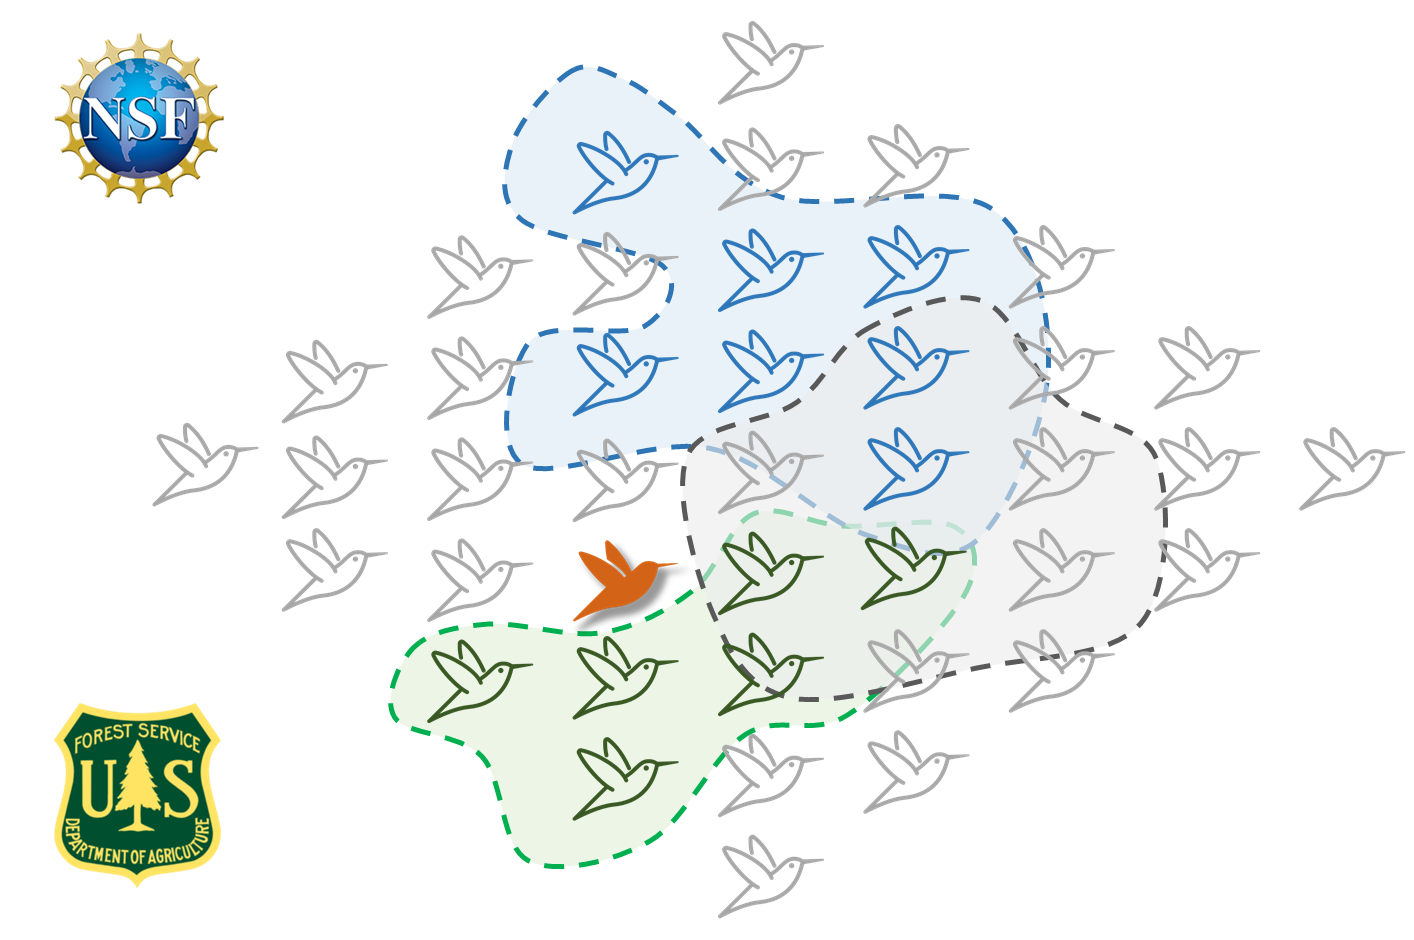 NSF
FOREST SERVICE
U S
DEPARTMENT OF AGRICULTURE